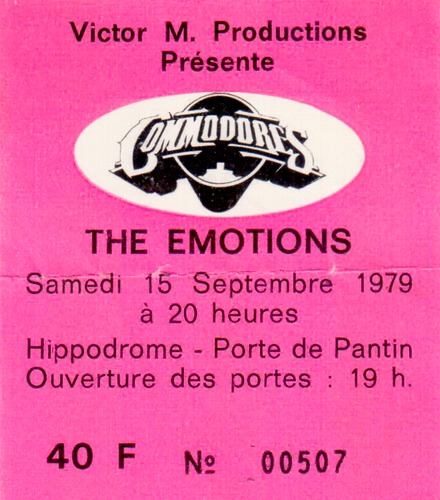 Victor M. Productions
Présente
COMMODORES
THE EMOTIONS
Samedi 15 Septembre 1979
à 20 heures
Hippodrome - Porte de Pantin
Ouverture des portes : 19 h.
40 F Nº 00507